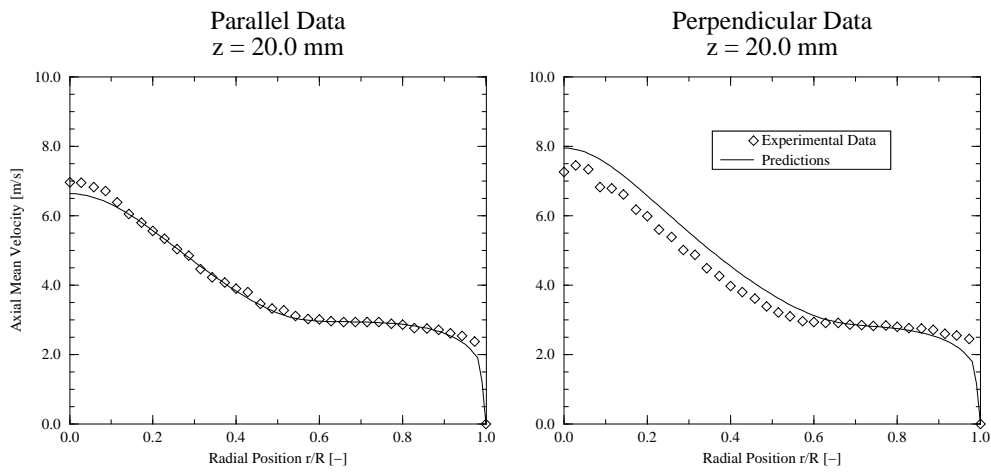 Parallel Data
z = 20.0 mm
Axial Mean Velocity [m/s]
10.0
8.0
6.0
4.0
2.0
0.0
0.0
0.2
0.4
0.6
0.8
1.0
Radial Position r/R [–]
Perpendicular Data
z = 20.0 mm
10.0
8.0
6.0
4.0
2.0
0.0
0.0
0.2
0.4
0.6
0.8
1.0
Radial Position r/R [–]
Experimental Data
Predictions